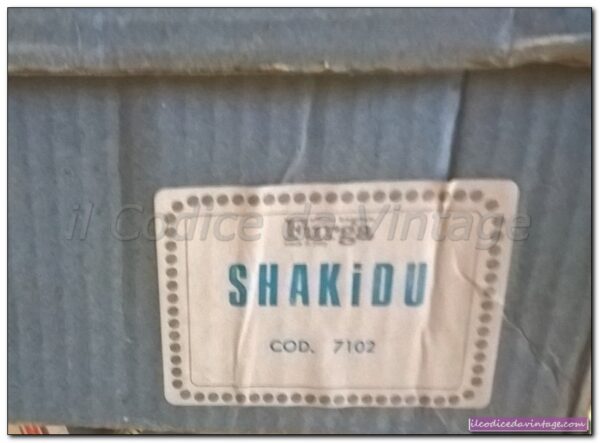 il Codice da Vintage
Furga
SHAKiDU
COD. 7102
ilcodicedavintage.com